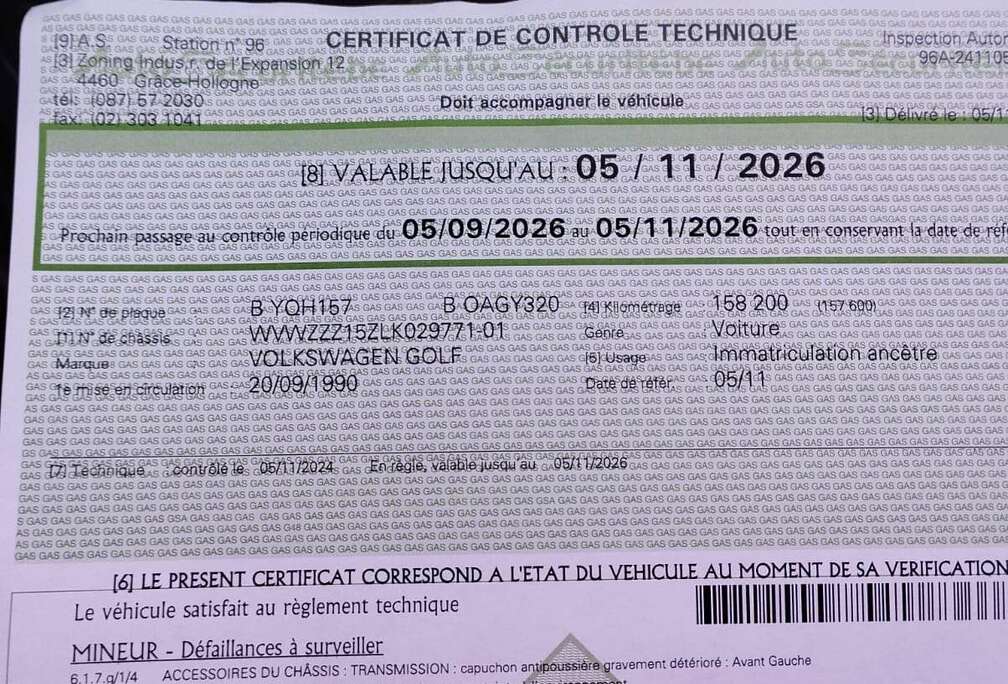 [9] A.S. Station n° 96 CERTIFICAT DE CONTROLE TECHNIQUE Inspection Autom
[3] Zoning Indus.r. de l'Expansion 12 96A-241105
4460 Grâce-Hollogne
tél: (087) 57 2030 Doit accompagner le véhicule
fax: (02) 303 1041 [3] Délivré le : 05/1
[8] VALABLE JUSQU'AU : 05 / 11 / 2026
Prochain passage au contrôle périodique du 05/09/2026 au 05/11/2026 tout en conservant la date de réf
[2] N° de plaque B YQH157 B OAGY320 [4] Kilométrage 158 200 (157 600)
[1] N° de châssis WVWZZZ15ZLK029771-01 Genre Voiture
Marque VOLKSWAGEN GOLF [5] Usage Immatriculation ancêtre
1e mise en circulation : 20/09/1990 Date de référ. 05/11
[7] Technique : contrôlé le 05/11/2024 En règle, valable jusqu au 05/11/2026
[6] LE PRESENT CERTIFICAT CORRESPOND A L'ETAT DU VEHICULE AU MOMENT DE SA VERIFICATION
Le véhicule satisfait au règlement technique
MINEUR - Défaillances à surveiller
6.1.7.g/1/4 ACCESSOIRES DU CHÂSSIS : TRANSMISSION : capuchon antipoussière gravement détérioré : Avant Gauche